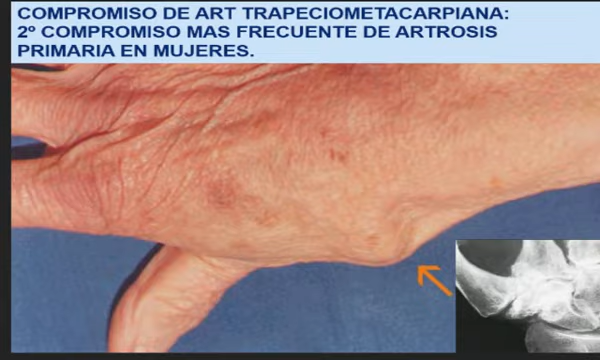 COMPROMISO DE ART TRAPECIOMETACARPIANA:
2º COMPROMISO MAS FRECUENTE DE ARTROSIS
PRIMARIA EN MUJERES.